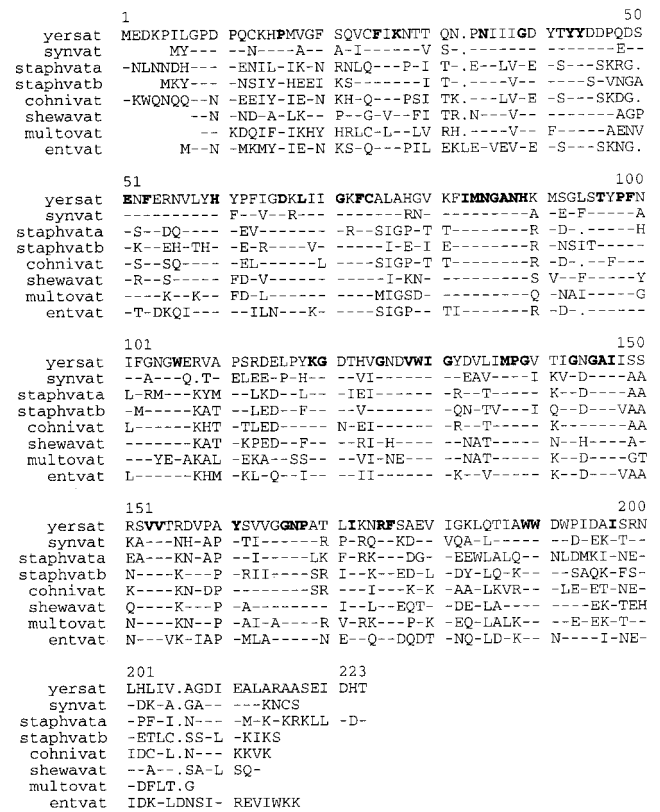 1 50
yersat MEDKPILGPD PQCKHPMVGF SQVCFIKNTT QN.PNIIIGD YTYYDDPQDS
synvat MY---- --N----A-- A-I-----V S-.------- --------E--
staphvata -NLNNDH--- -ENIL-IK-N RNLQ---P-I T-.E--LV-E -S---SKRG.
staphvatb MKY---- -NSIY-HEEI KS-------I T-.------- ----S-VNGA
cohnivat -KWQNQQ--N -EEIY-IE-N KH-Q---PSI TK.--LV-E -S---SKDG.
shewavat --N -ND-A-LK-- P--G-V--FI TR.N---V-- -------AGP
multovat -- KDQIF-IKHY HRLC-L--LV RH.----V-- F-----AENV
entvat M--N -MKMY-IE-N KS-Q---PIL EKLE-VEV-E -S---SKNG.
51 100
yersat ENFERNVLYH YPFIGDKLII GKFCALAHGV KFIMNGANHK MSGLSTYPFN
synvat ---------- F--V--R--- ------RN- ---------A -E-F-----A
staphvata -S--DQ---- --EV------ ---R-SIGP-T T--------R -D-.-----H
staphvatb -K--EH-TH- -E-R----V- -----I-E-I E--------R -NSIT----
cohnivat -S--SQ---- --EL-----L ---SIGP-T T--------R -D-.---F--
shewavat -R--S----- FD-V------ ------I-KN- ---------S V--F-----Y
multovat ----K--K-- FD-L------ ----MIGSD- ---------Q -NAI-----G
entvat -T-DKQI--- --ILN---K- ----SIGP-- TI-------R -D-.------
101 150
yersat IFGNGWERVA PSRDELPYKG DTHVGNDVWI GYDVLIMPGV TIGNGAIISS
synvat --A---Q.T- ELEE-P-H-- --VI------ ---EAV---I KV-D----AA
staphvata L-RM---KYM --LKD--L-- -IEI------ ---R--T--- K--D----A-
staphvatb -M-----KAT --LED--F-- --V------- --QN-TV--I Q--D---VAA
cohnivat L------KHT -TLED----- N-EI------ ---R--T--- K-------AA
shewavat ------KAT- KPED--F--- -RI-H----- --NAT----- N--H----A-
multovat ---YE-AKAL -EKA--SS-- --VI-NE--- --NAT----- K--D----GT
entvat L------KHM -KL-Q--I-- --II------ ---K--V--- K--D---VAA
151 200
yersat RSVVTRDVPA YSVVGGNPAT LIKNRFSAEV IGKLQTIAWW DWPIDAISRN
synvat KA---NH-AP -TI------R P-RQ--KD-- VQA-L----- ---D-EK-T--
staphvata EA---KN--P --I----LK F-RK---DG- -EEWLALQ-- NLDMKI-NE-
staphvatb N----K---P -RII---SR I--K--ED-L -DY-LQ-K-- --SAQK-FS-
cohnivat K----KN-DP -------SR I---I--K-K -AA-LKVR-- -LE-ET-NE-
shewavat Q----K---P -A-------- I--L--EQT- -DE-LA---- ----EK-TEH
multovat N----KN--P -AI-A----R V-RK---P-K -EQ-LALK-- --E-EK-T--
entvat N---VK-IAP -MLA-----N E--Q--DQDT -NQ-LD-K-- N----I-NE-
201 223
yersat LHLIV.AGDI EALARAASEI DHT
synvat -DK-A.GA-- ---KNCS
staphvata -PF-I.N--- -M-K-KRKLL -D-
staphvatb -ETLC.SS-L -KIKS
cohnivat IDC-L.N--- KKVK
shewavat --A--.SA-L SQ-
multovat -DFLT.G
entvat IDK-LDNSI- REVIWKK